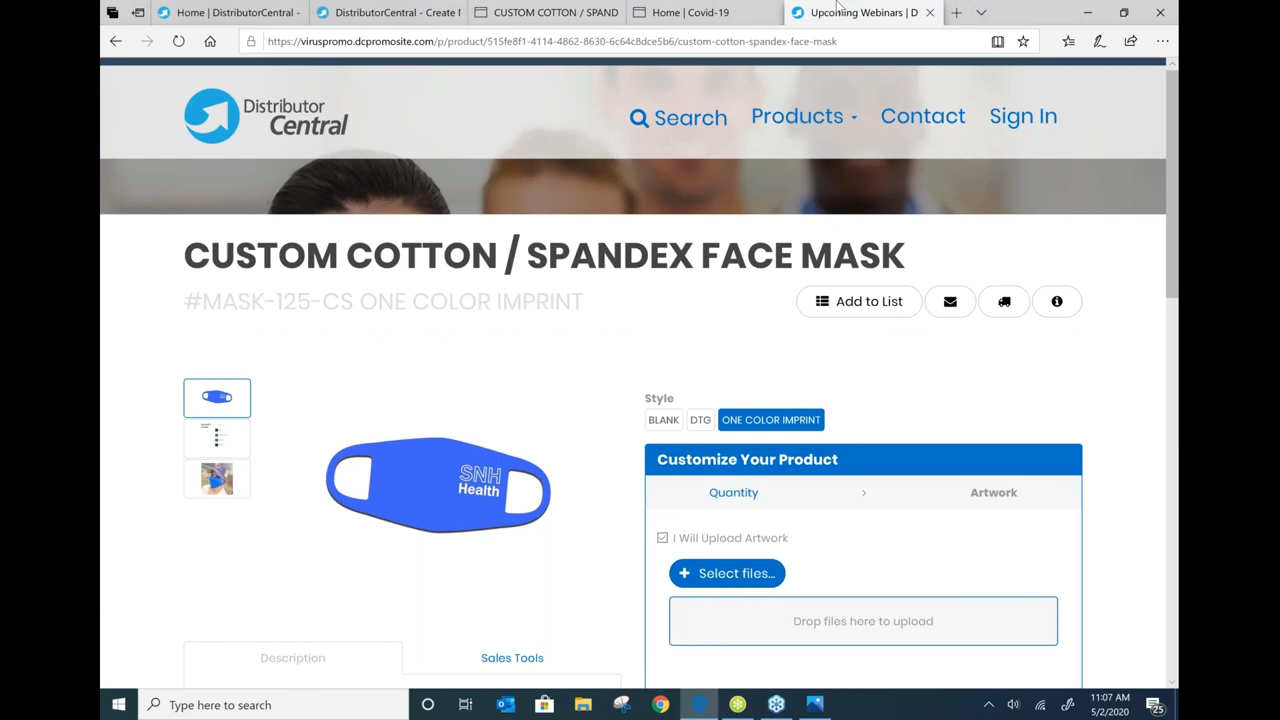 Home | DistributorCentral -
DistributorCentral - Create I
CUSTOM COTTON / SPAND
Home | Covid-19
Upcoming Webinars | D
https://viruspromo.dcpromosite.com/p/product/515fe8f1-4114-4862-8630-6c64c8dce5b6/custom-cotton-spandex-face-mask
Distributor
Central
Search
Products
Contact
Sign In
CUSTOM COTTON / SPANDEX FACE MASK
#MASK-125-CS ONE COLOR IMPRINT
Add to List
Style
BLANK
DTG
ONE COLOR IMPRINT
SNH
Health
Customize Your Product
Quantity
Artwork
I Will Upload Artwork
+ Select files...
Drop files here to upload
Description
Sales Tools
Type here to search
11:07 AM
5/2/2020
25